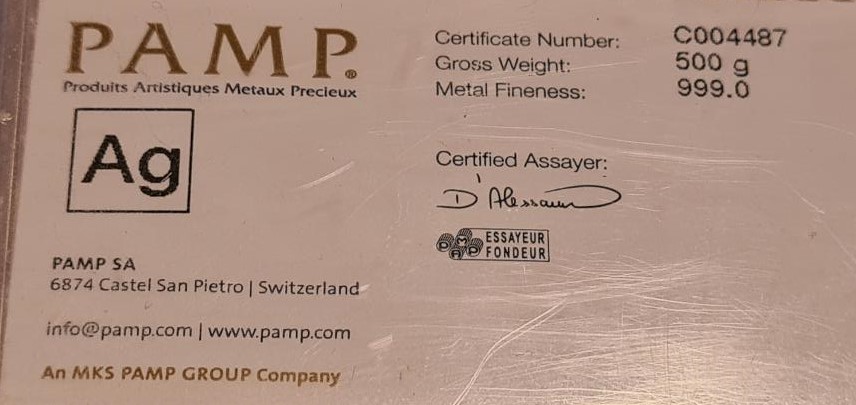 PAMP®
Produits Artistiques Metaux Precieux
Ag
PAMP SA
6874 Castel San Pietro | Switzerland
info@pamp.com | www.pamp.com
An MKS PAMP GROUP Company
Certificate Number: C004487
Gross Weight: 500 g
Metal Fineness: 999.0
Certified Assayer:
PAMP ESSAYEUR
FONDEUR